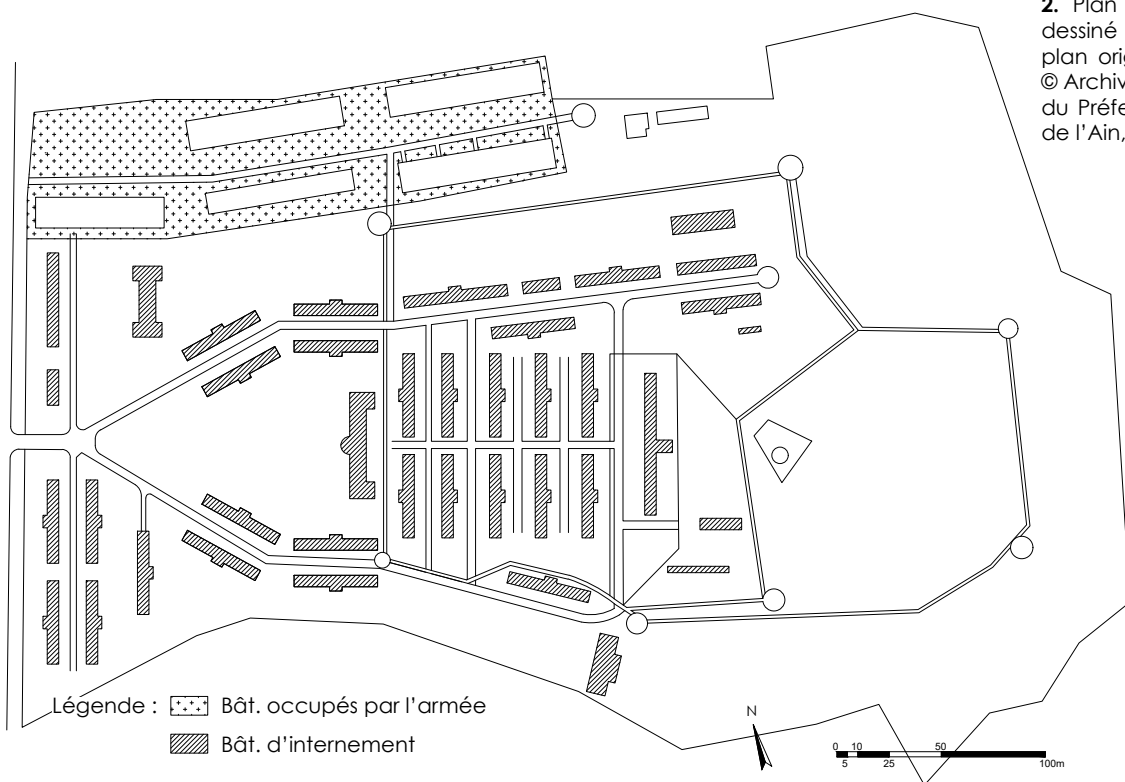 2. Plan
dessiné
plan orig
© Archiv
du Préfe
de l'Ain,
Légende :
Bât. occupés par l'armée
Bât. d'internement
N
0 10 50
5 25 100m